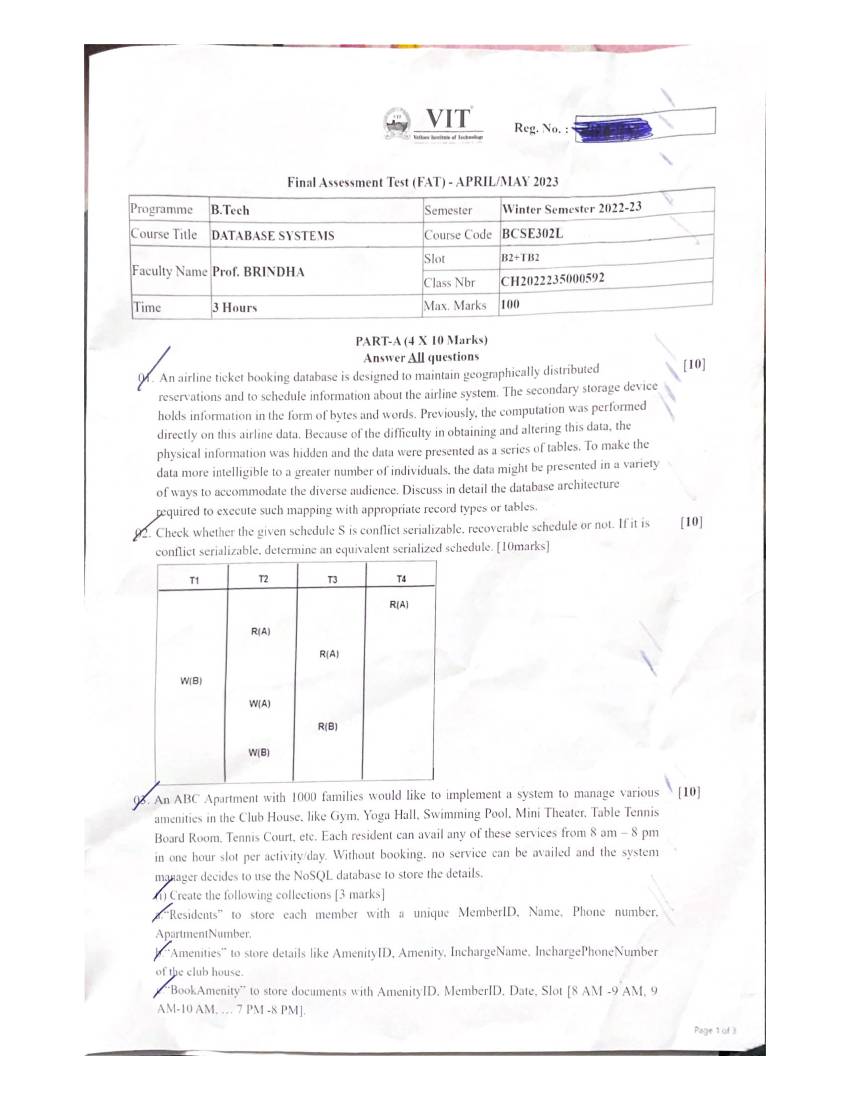 VIT
Vellore Institute of Technology
Reg. No. :
Final Assessment Test (FAT) - APRIL/MAY 2023
Programme B.Tech Semester Winter Semester 2022-23
Course Title DATABASE SYSTEMS Course Code BCSE302L
Faculty Name Prof. BRINDHA Slot B2+TB2
Class Nbr CH2022235000592
Time 3 Hours Max. Marks 100
PART-A (4 X 10 Marks)
Answer All questions
01. An airline ticket booking database is designed to maintain geographically distributed [10]
reservations and to schedule information about the airline system. The secondary storage device
holds information in the form of bytes and words. Previously, the computation was performed
directly on this airline data. Because of the difficulty in obtaining and altering this data, the
physical information was hidden and the data were presented as a series of tables. To make the
data more intelligible to a greater number of individuals, the data might be presented in a variety
of ways to accommodate the diverse audience. Discuss in detail the database architecture
required to execute such mapping with appropriate record types or tables.
02. Check whether the given schedule S is conflict serializable, recoverable schedule or not. If it is [10]
conflict serializable, determine an equivalent serialized schedule. [10marks]
T1 T2 T3 T4
R(A)
R(A)
R(A)
W(B)
W(A)
R(B)
W(B)
03. An ABC Apartment with 1000 families would like to implement a system to manage various [10]
amenities in the Club House, like Gym, Yoga Hall, Swimming Pool, Mini Theater, Table Tennis
Board Room, Tennis Court, etc. Each resident can avail any of these services from 8 am – 8 pm
in one hour slot per activity/day. Without booking, no service can be availed and the system
manager decides to use the NoSQL database to store the details.
i) Create the following collections [3 marks]
"Residents" to store each member with a unique MemberID, Name, Phone number,
ApartmentNumber.
"Amenities" to store details like AmenityID, Amenity, InchargeName, InchargePhoneNumber
of the club house.
"BookAmenity" to store documents with AmenityID, MemberID, Date, Slot [8 AM -9 AM, 9
AM-10 AM, … 7 PM -8 PM].
Page 1 of 3